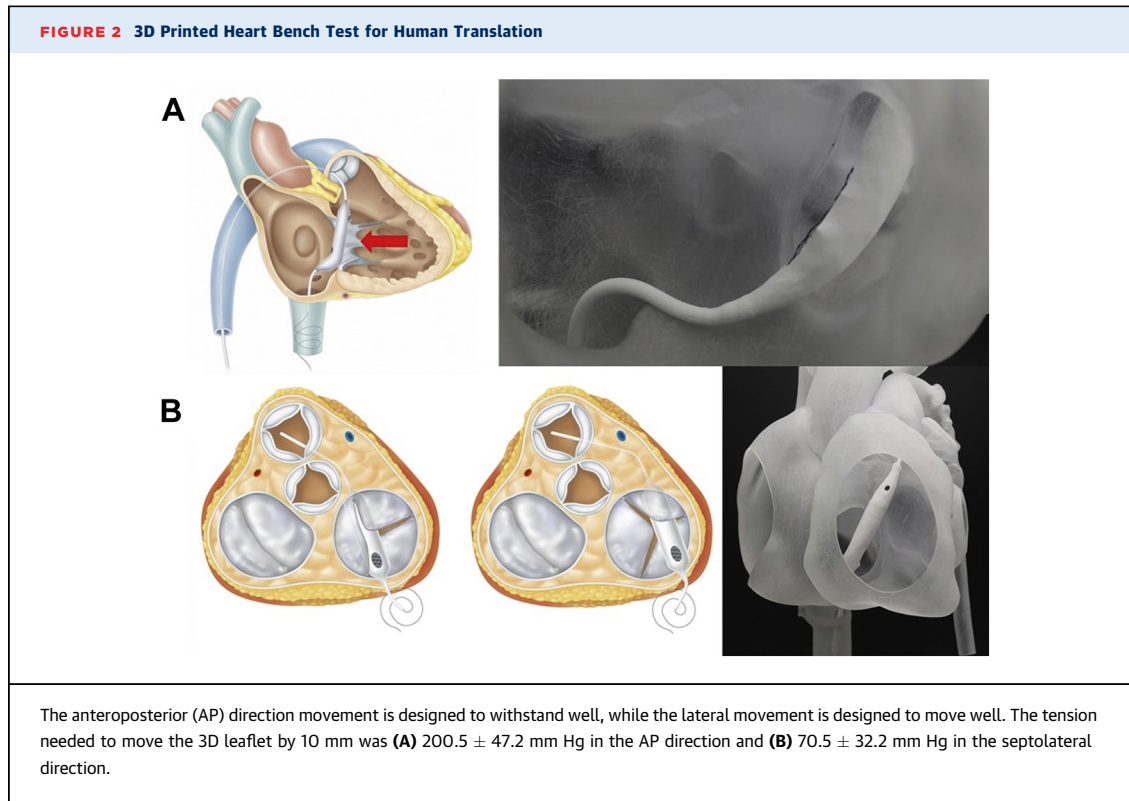 FIGURE 2 3D Printed Heart Bench Test for Human Translation
A
B
The anteroposterior (AP) direction movement is designed to withstand well, while the lateral movement is designed to move well. The tension
needed to move the 3D leaflet by 10 mm was (A) 200.5 ± 47.2 mm Hg in the AP direction and (B) 70.5 ± 32.2 mm Hg in the septolateral
direction.